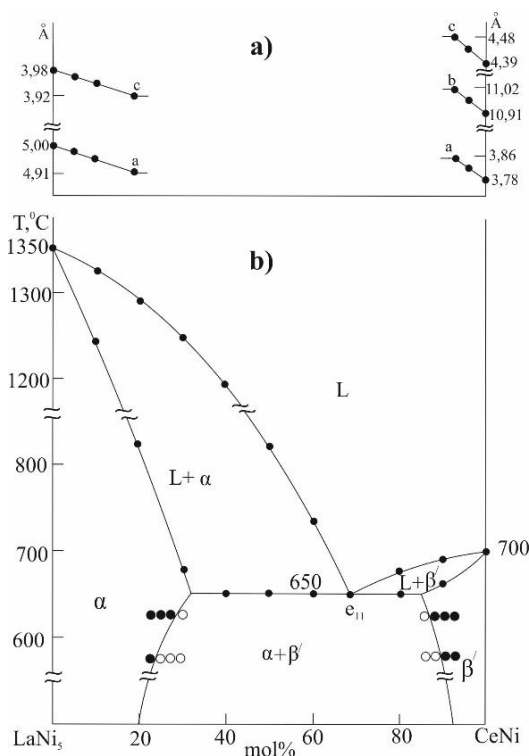 Å
a)
c
4,48
Å
3,98
4,39
c
3,92
b
11,02
10,91
5,00
a
3,86
4,91
a
3,78
T,°C
b)
1350
1300
1200
L
800
L+ α
700
700
650
L+β′
e₁₁
α
600
α+β′
β′
LaNi₅
20
40
60
80
CeNi
mol%